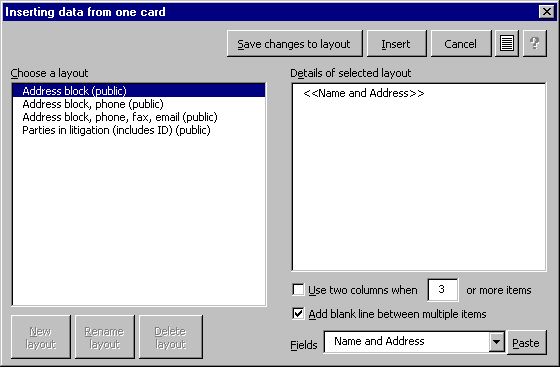 Inserting data from one card
Save changes to layout
Insert
Cancel
?
Choose a layout
Address block (public)
Address block, phone (public)
Address block, phone, fax, email (public)
Parties in litigation (includes ID) (public)
Details of selected layout
<<Name and Address>>
Use two columns when 3 or more items
Add blank line between multiple items
New
layout
Rename
layout
Delete
layout
Fields
Name and Address
Paste